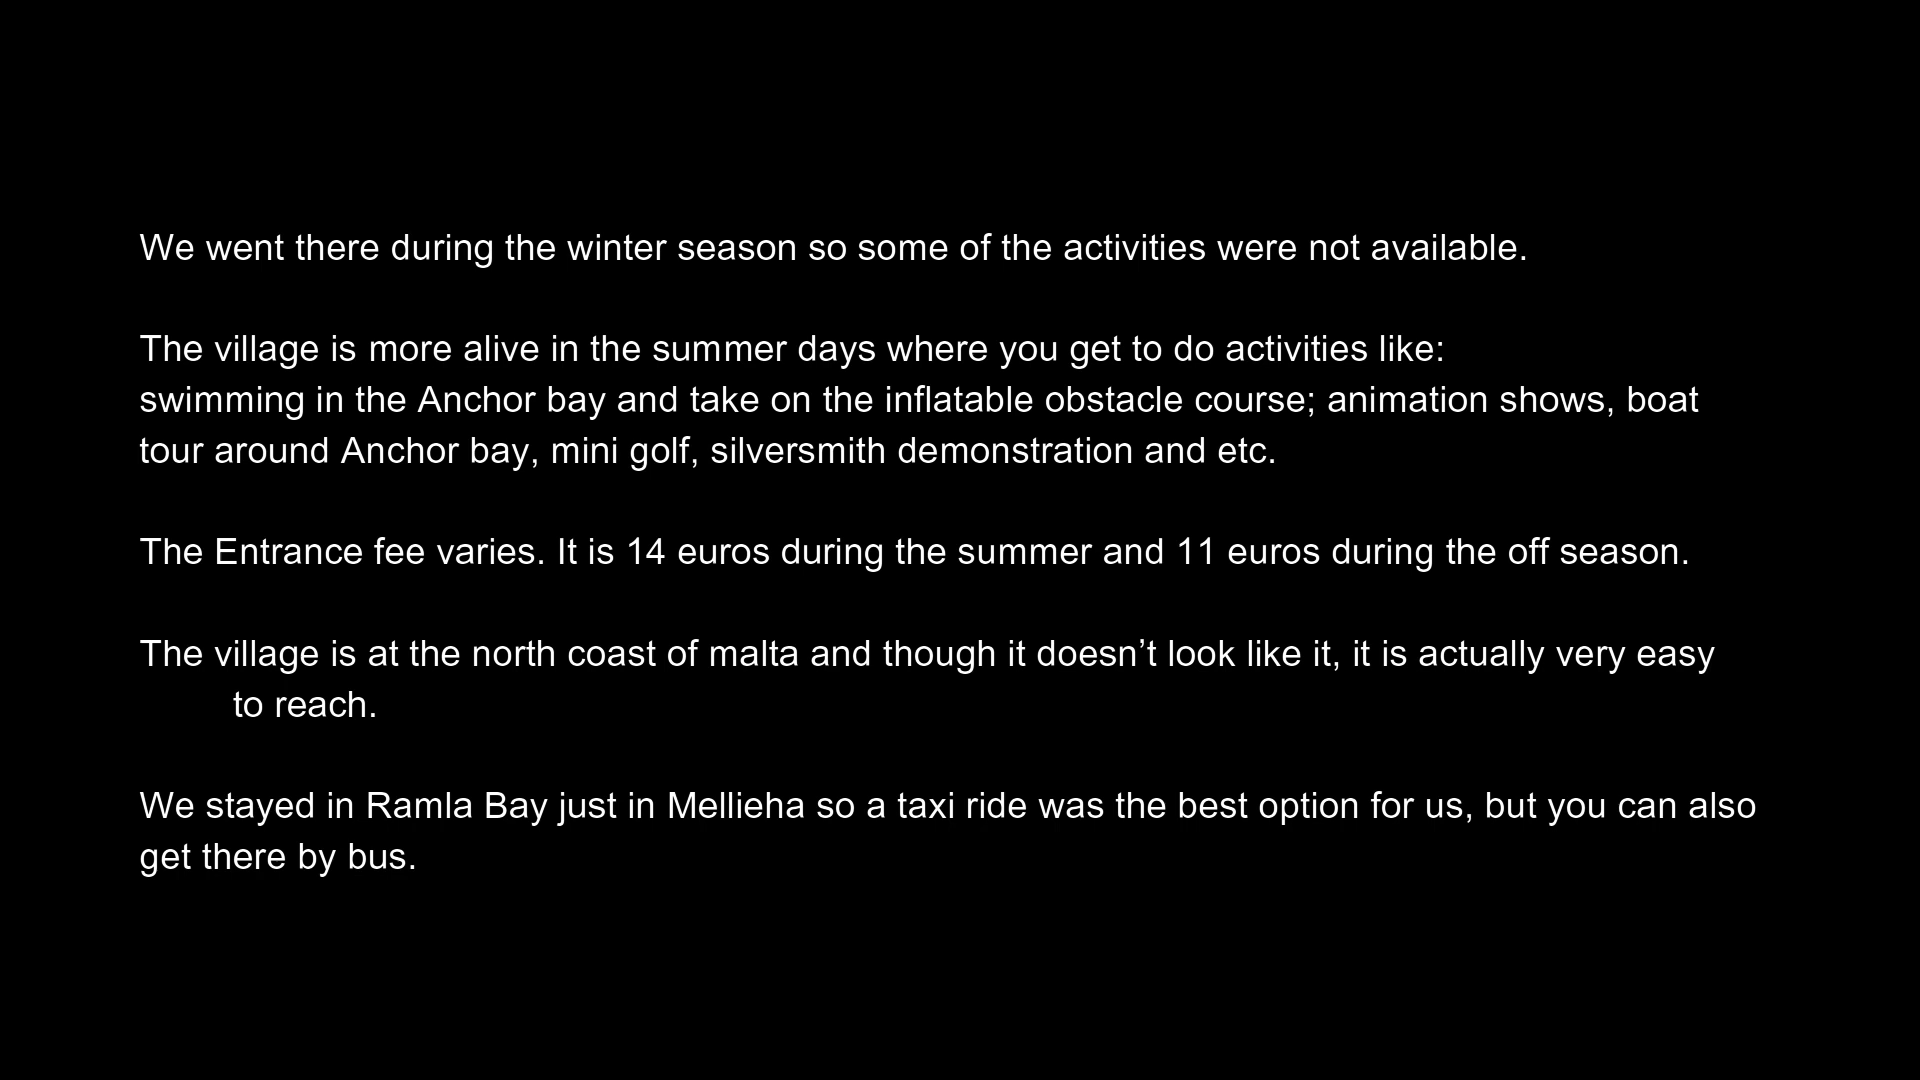 We went there during the winter season so some of the activities were not available.
The village is more alive in the summer days where you get to do activities like:
swimming in the Anchor bay and take on the inflatable obstacle course; animation shows, boat
tour around Anchor bay, mini golf, silversmith demonstration and etc.
The Entrance fee varies. It is 14 euros during the summer and 11 euros during the off season.
The village is at the north coast of malta and though it doesn’t look like it, it is actually very easy
to reach.
We stayed in Ramla Bay just in Mellieha so a taxi ride was the best option for us, but you can also
get there by bus.